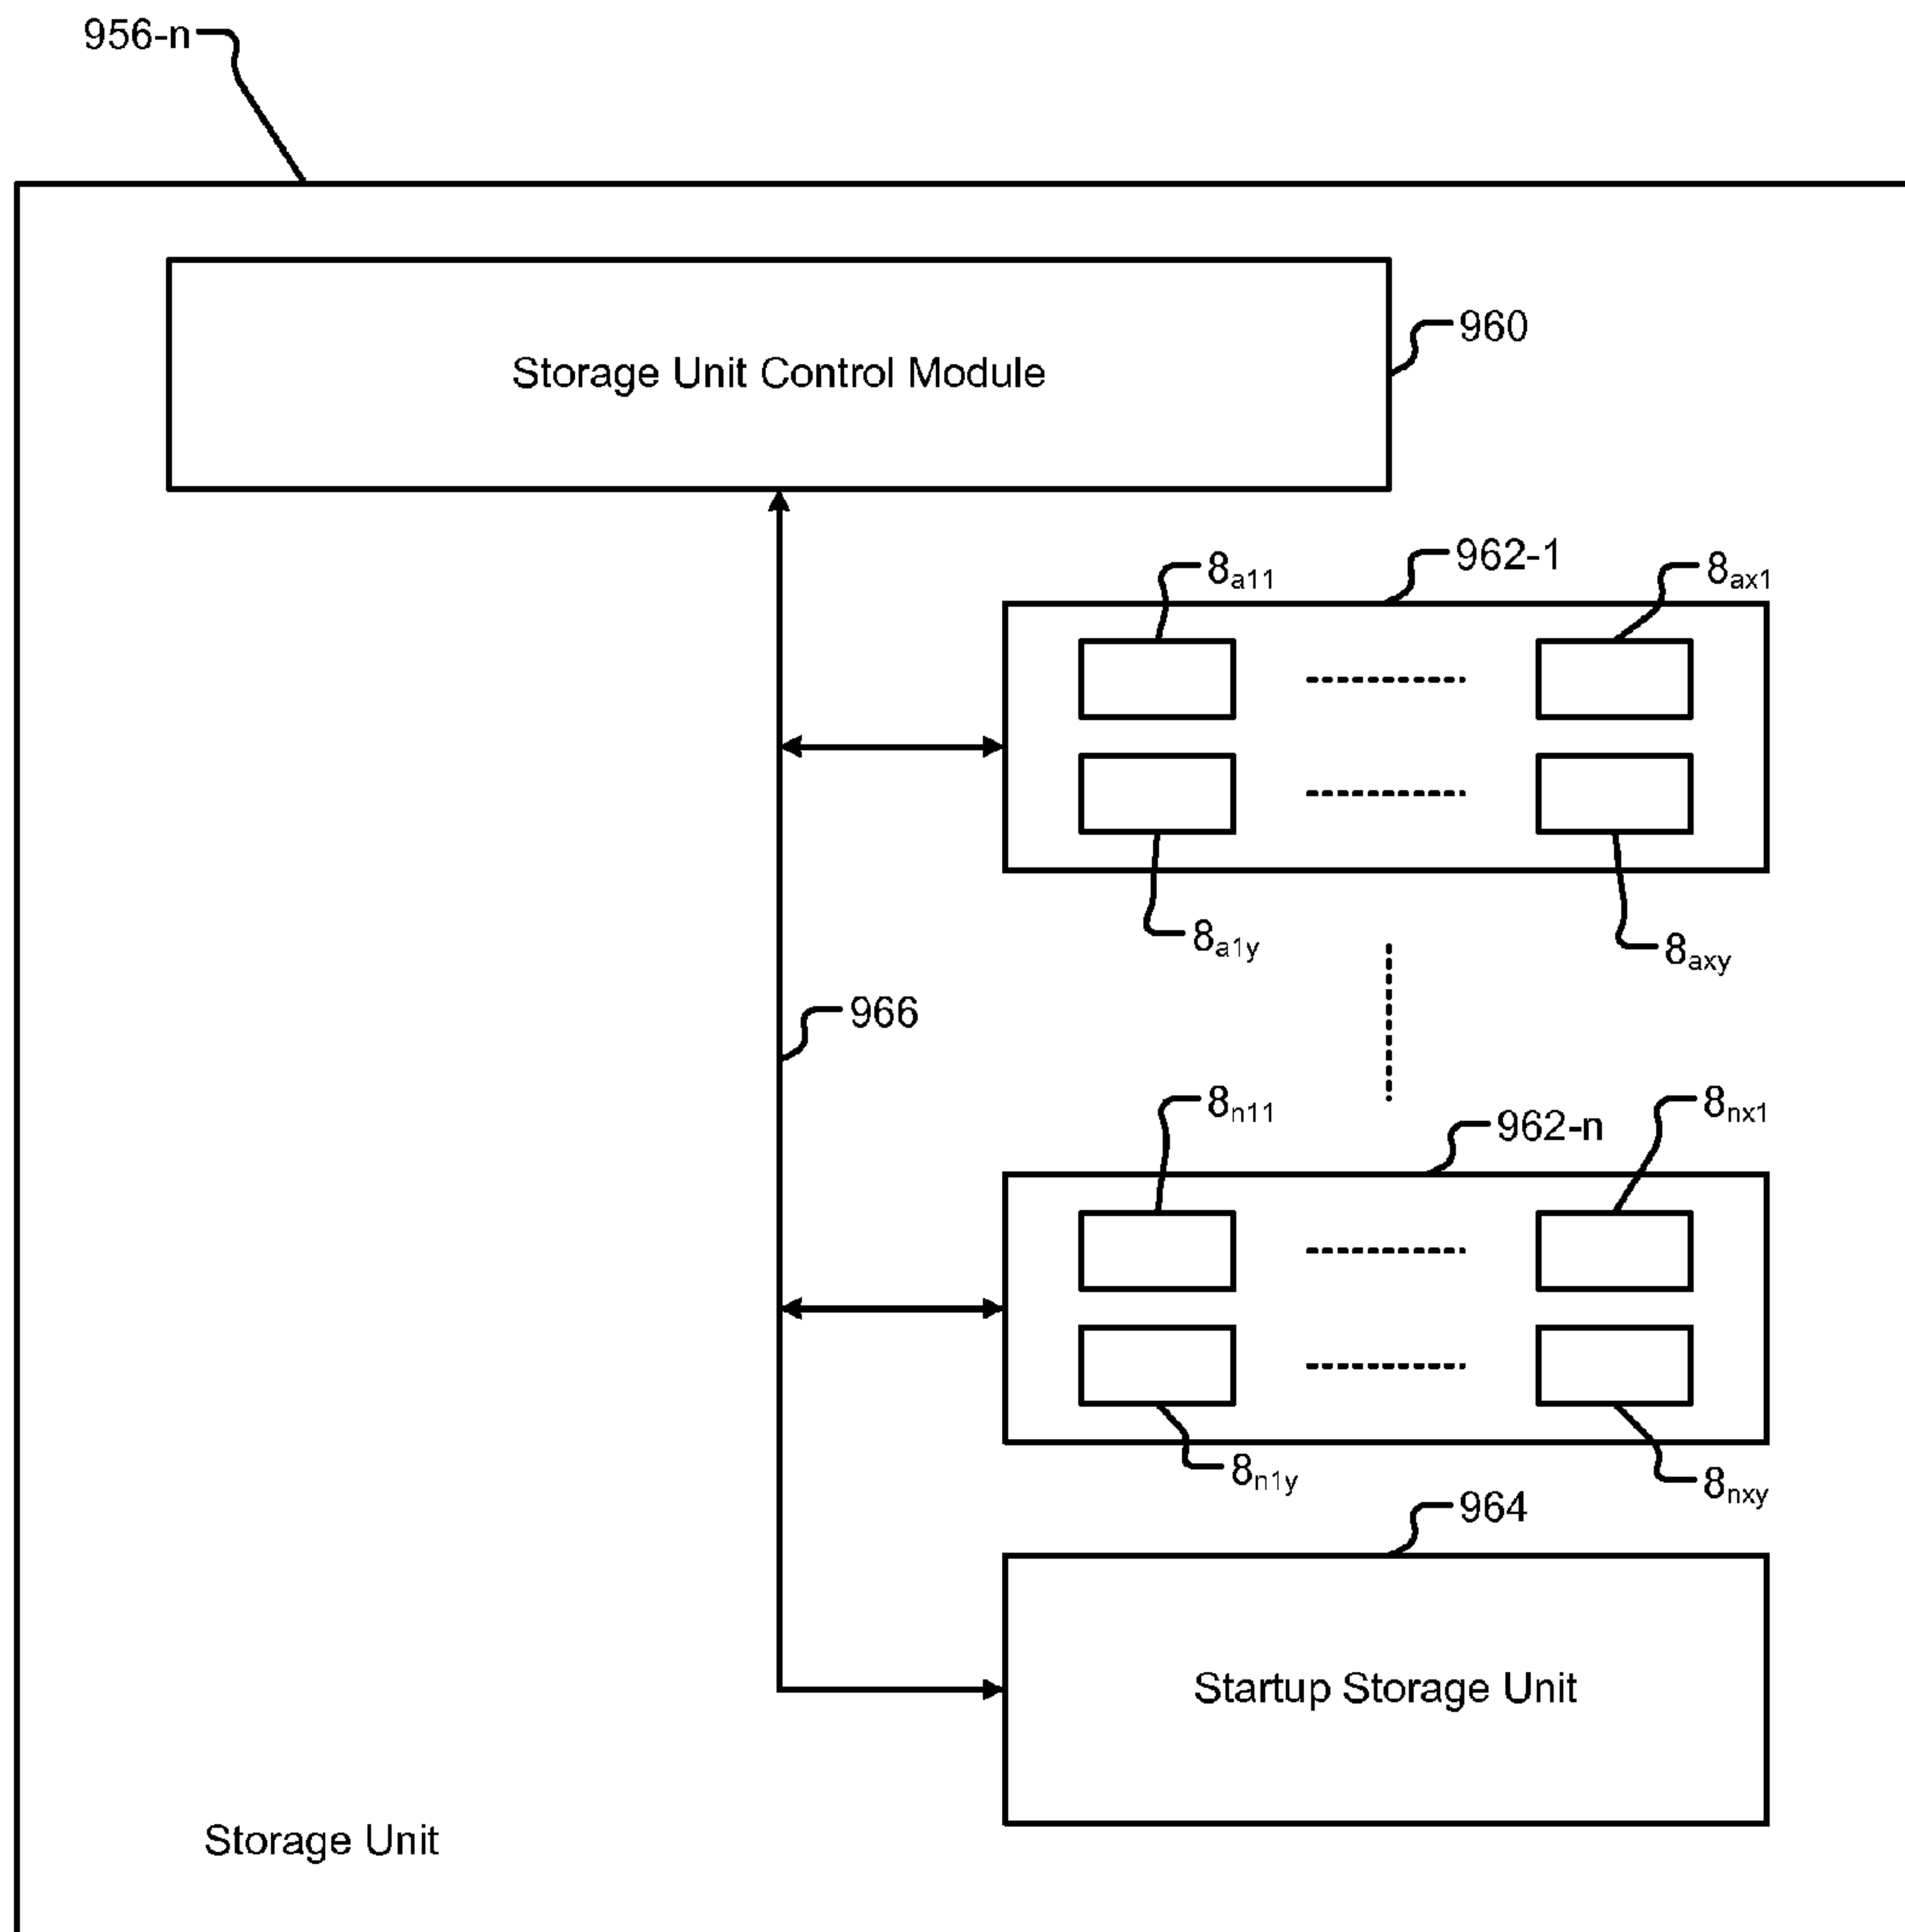 956-n
960
Storage Unit Control Module
962-1
8a11
8ax1
8a1y
8axy
966
8n11
8nx1
962-n
8n1y
8nxy
964
Startup Storage Unit
Storage Unit